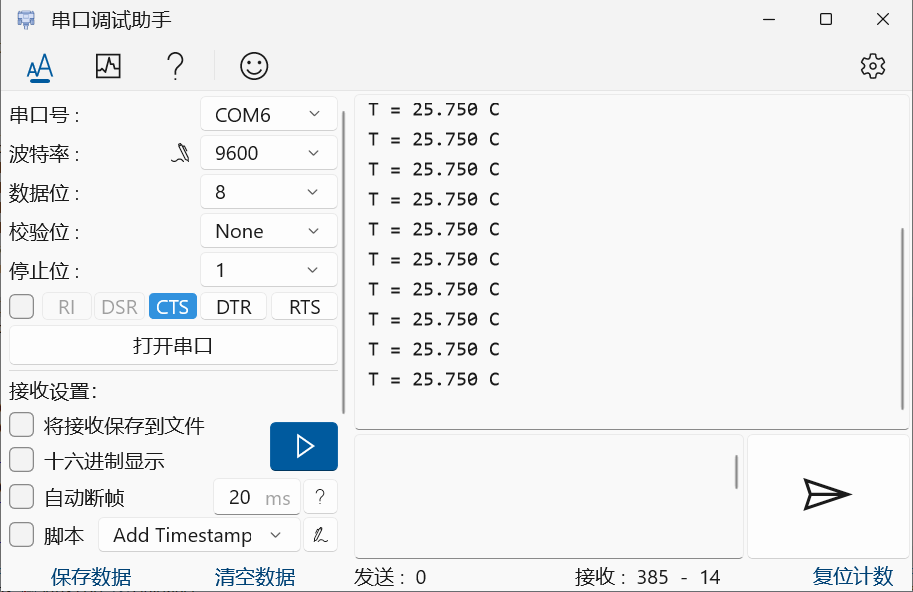 串口调试助手
AA
?
串口号 :
COM6
波特率 :
9600
数据位 :
8
校验位 :
None
停止位 :
1
RI DSR CTS DTR RTS
打开串口
接收设置:
将接收保存到文件
十六进制显示
自动断帧
20 ms
?
脚本
Add Timestamp
保存数据
清空数据
T = 25.750 C
T = 25.750 C
T = 25.750 C
T = 25.750 C
T = 25.750 C
T = 25.750 C
T = 25.750 C
T = 25.750 C
T = 25.750 C
T = 25.750 C
发送 : 0
接收 : 385 - 14
复位计数